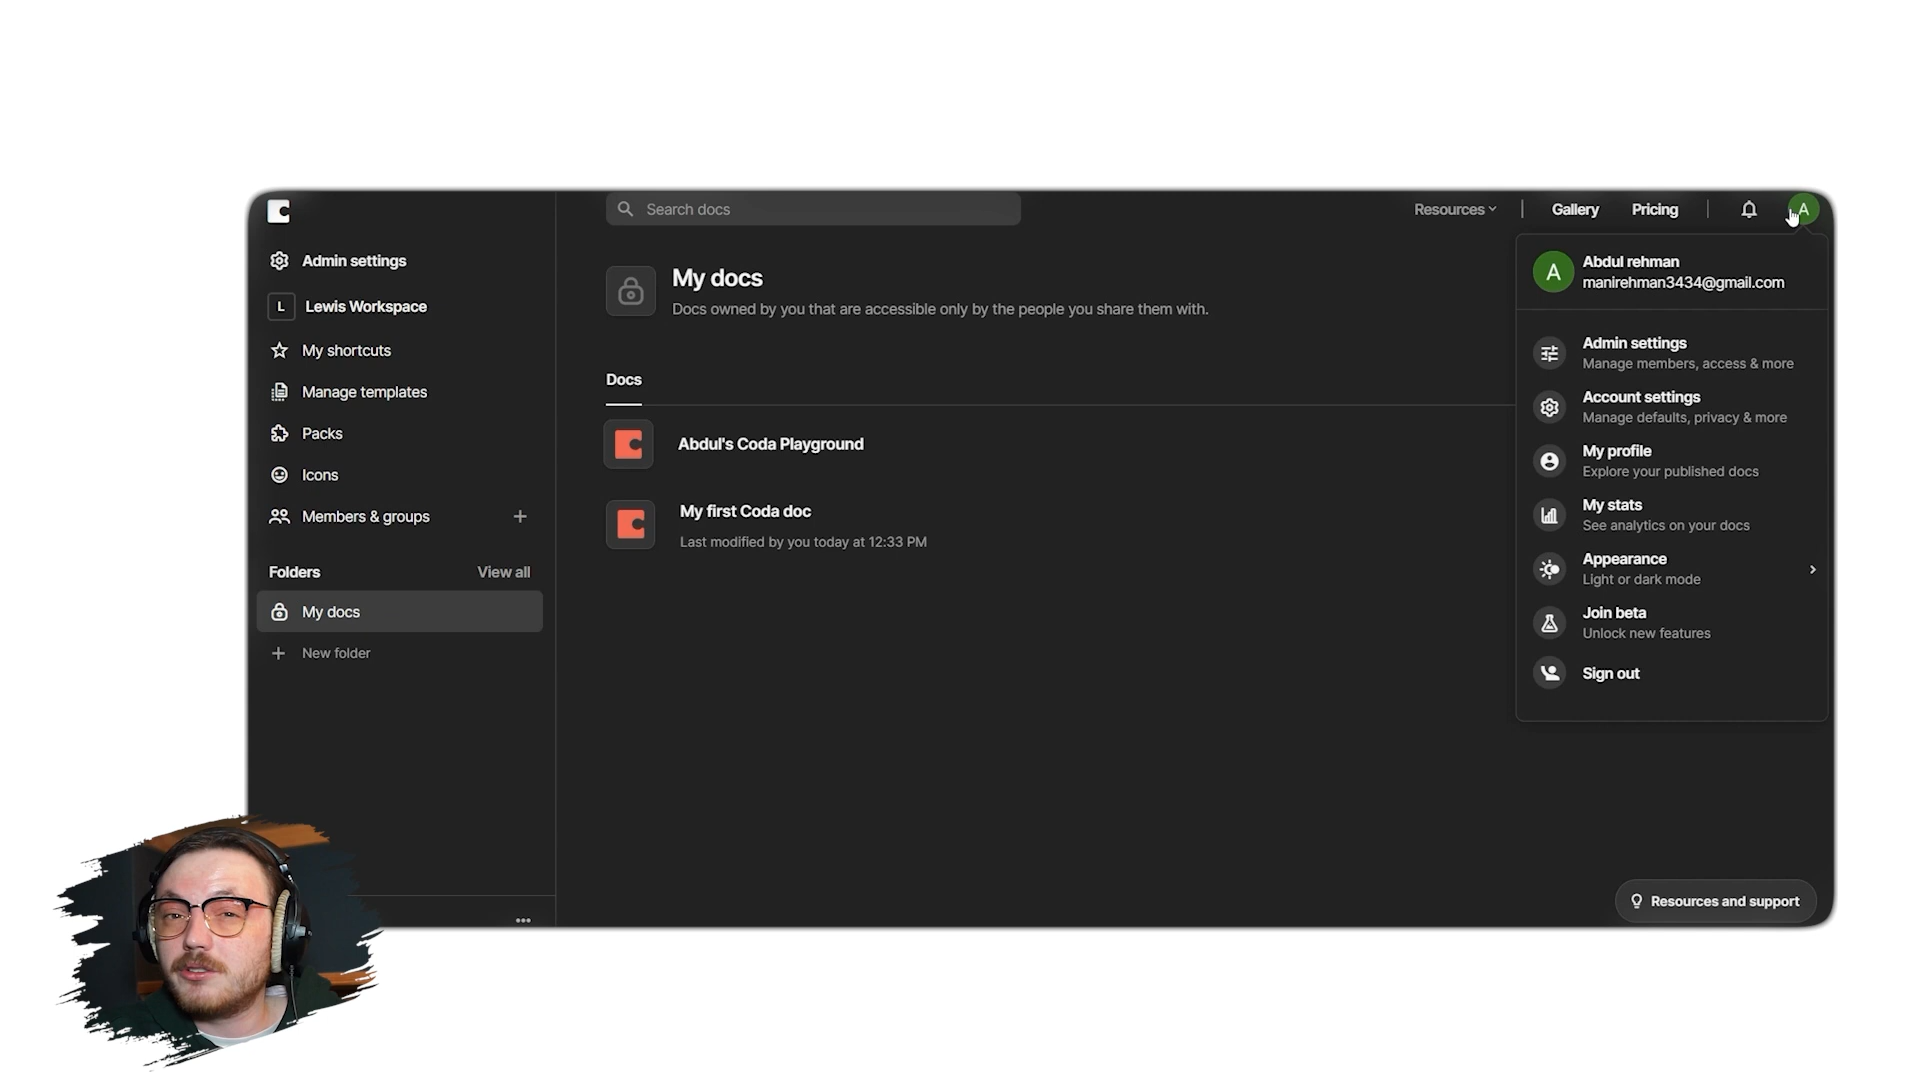 Search docs
Resources
Gallery
Pricing
A
Admin settings
L
Lewis Workspace
My shortcuts
Manage templates
Packs
Icons
Members & groups
Folders
View all
My docs
New folder
My docs
Docs owned by you that are accessible only by the people you share them with.
Docs
Abdul's Coda Playground
My first Coda doc
Last modified by you today at 12:33 PM
A
Abdul rehman
manirehman3434@gmail.com
Admin settings
Manage members, access & more
Account settings
Manage defaults, privacy & more
My profile
Explore your published docs
My stats
See analytics on your docs
Appearance
Light or dark mode
Join beta
Unlock new features
Sign out
Resources and support